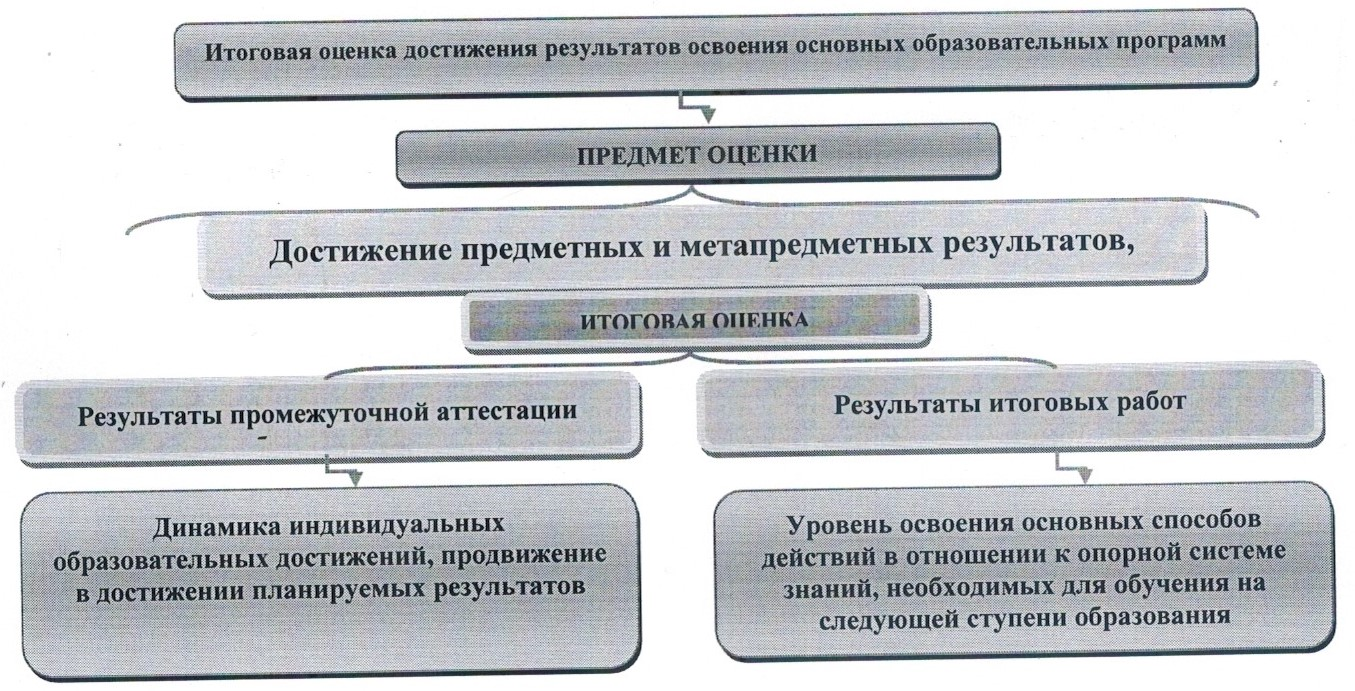 Итоговая оценка достижения результатов освоения основных образовательных программ
ПРЕДМЕТ ОЦЕНКИ
Достижение предметных и метапредметных результатов,
ИТОГОВАЯ ОЦЕНКА
Результаты промежуточной аттестации
Результаты итоговых работ
Динамика индивидуальных
образовательных достижений, продвижение
в достижении планируемых результатов
Уровень освоения основных способов
действий в отношении к опорной системе
знаний, необходимых для обучения на
следующей ступени образования